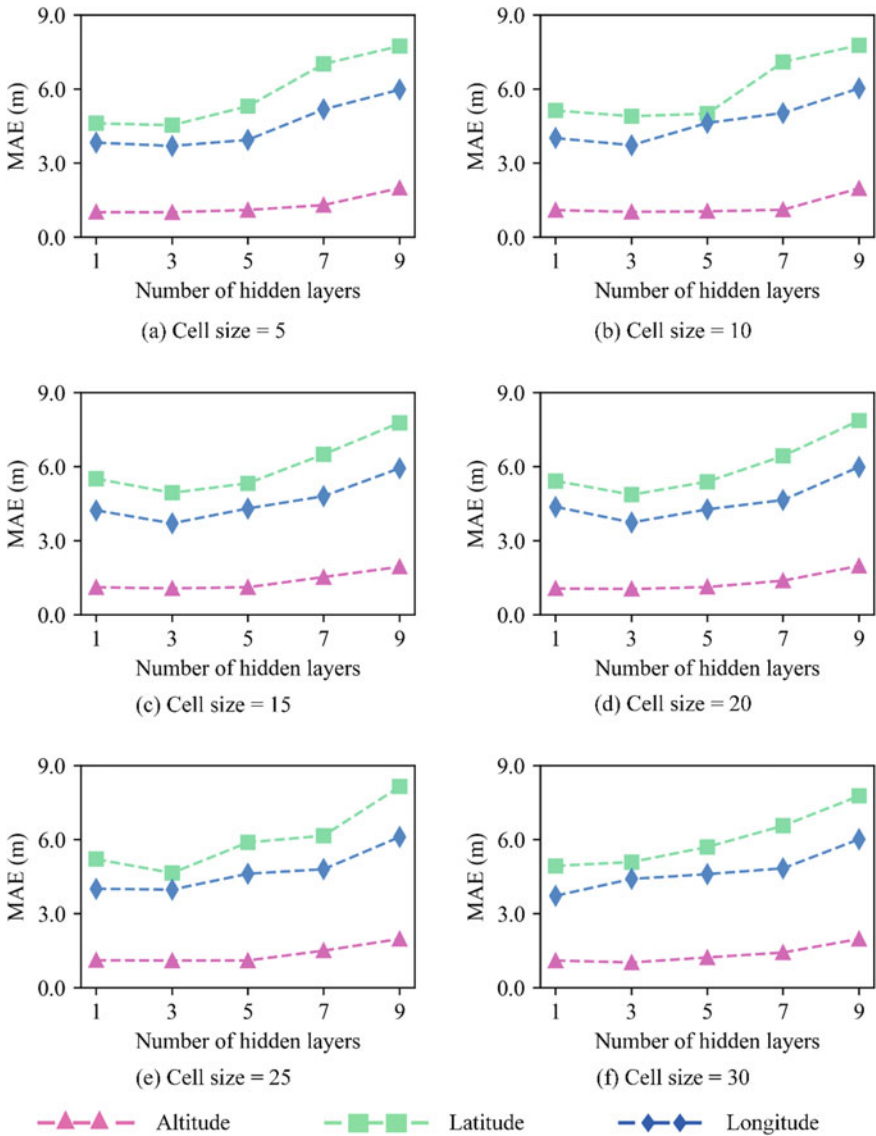 9.0 9.0
6.0 6.0
MAE (m) MAE (m)
3.0 3.0
0.0 0.0
1 3 5 7 9 1 3 5 7 9
Number of hidden layers Number of hidden layers
(a) Cell size = 5 (b) Cell size = 10
9.0 9.0
6.0 6.0
MAE (m) MAE (m)
3.0 3.0
0.0 0.0
1 3 5 7 9 1 3 5 7 9
Number of hidden layers Number of hidden layers
(c) Cell size = 15 (d) Cell size = 20
9.0 9.0
6.0 6.0
MAE (m) MAE (m)
3.0 3.0
0.0 0.0
1 3 5 7 9 1 3 5 7 9
Number of hidden layers Number of hidden layers
(e) Cell size = 25 (f) Cell size = 30
Altitude Latitude Longitude